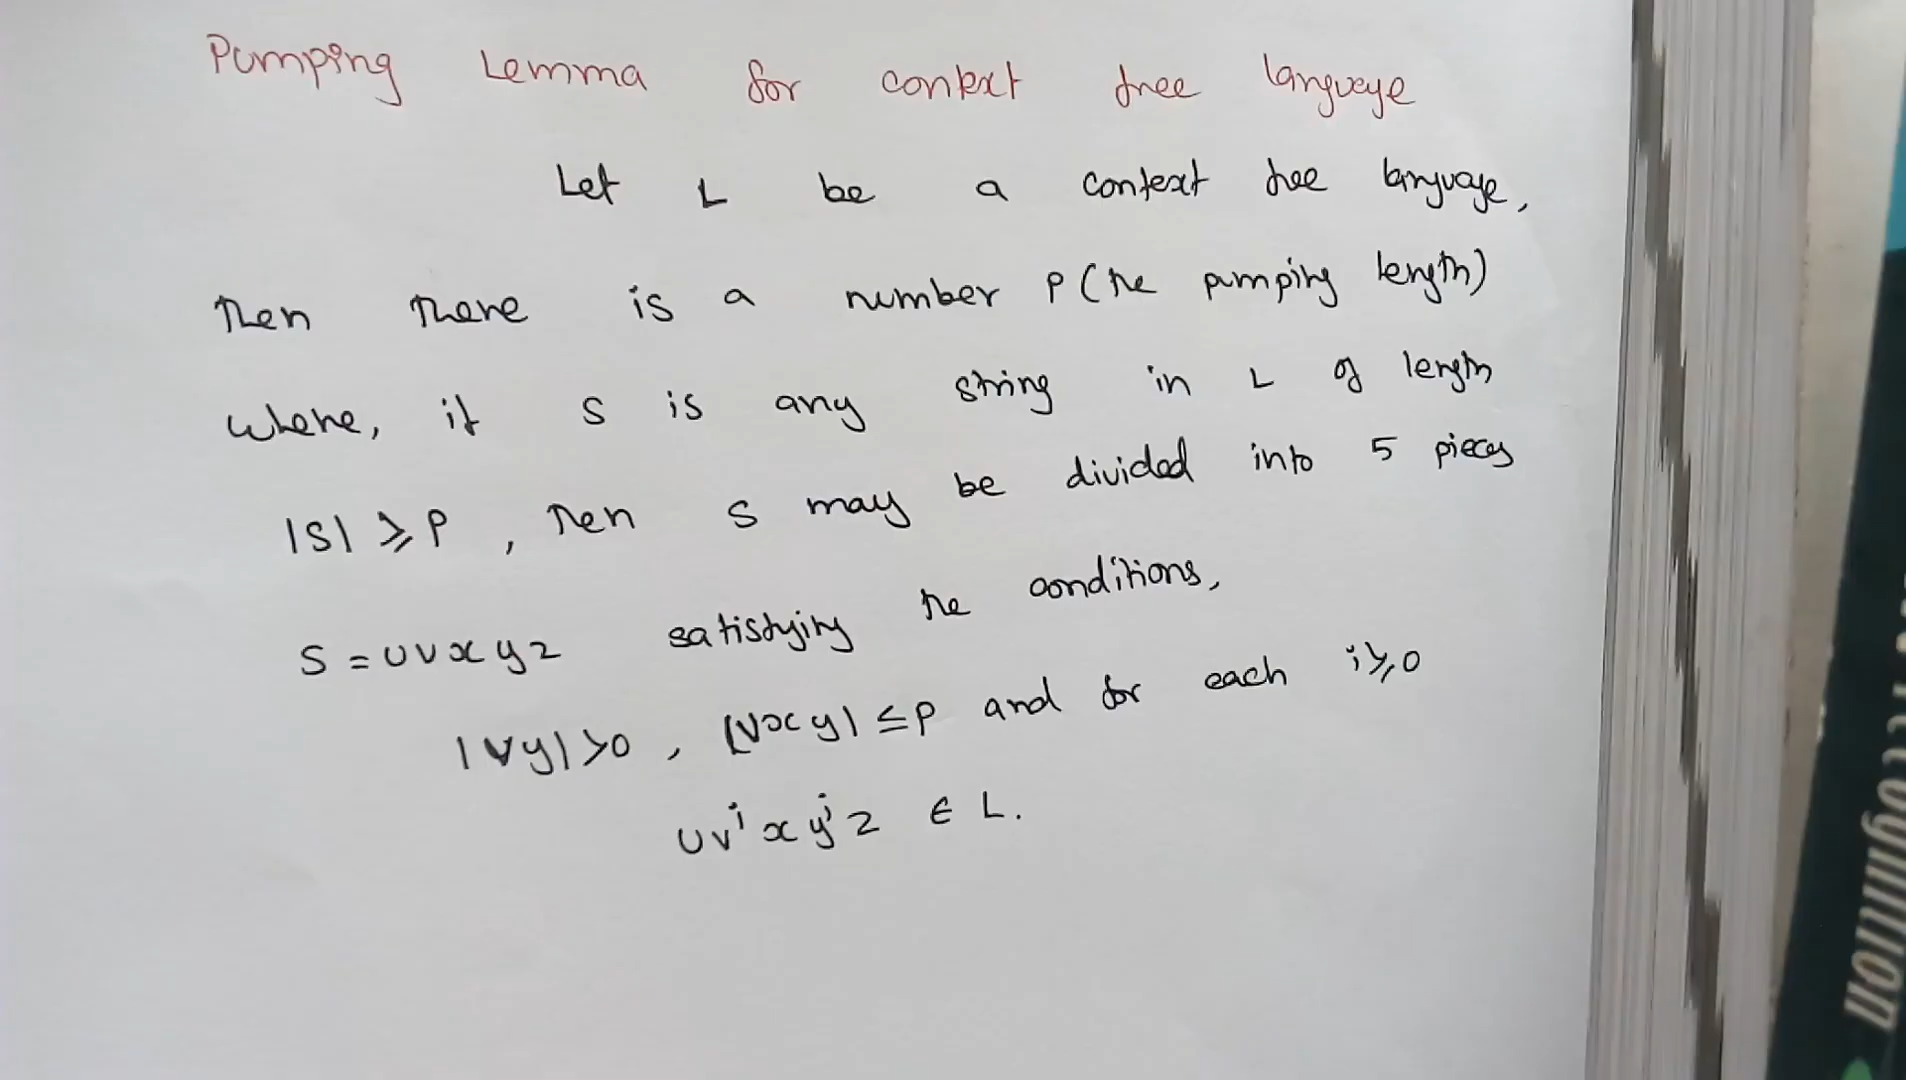 Pumping Lemma for context free language
Let L be a context free language,
Then there is a number P (the pumping length)
where, if S is any string in L of length
|S| ≥ P, then S may be divided into 5 pieces
S = UVxyz satisfying the conditions,
|Vy| > 0, |Vxy| ≤ P and for each i ≥ 0
UVⁱxyⁱz ∈ L.